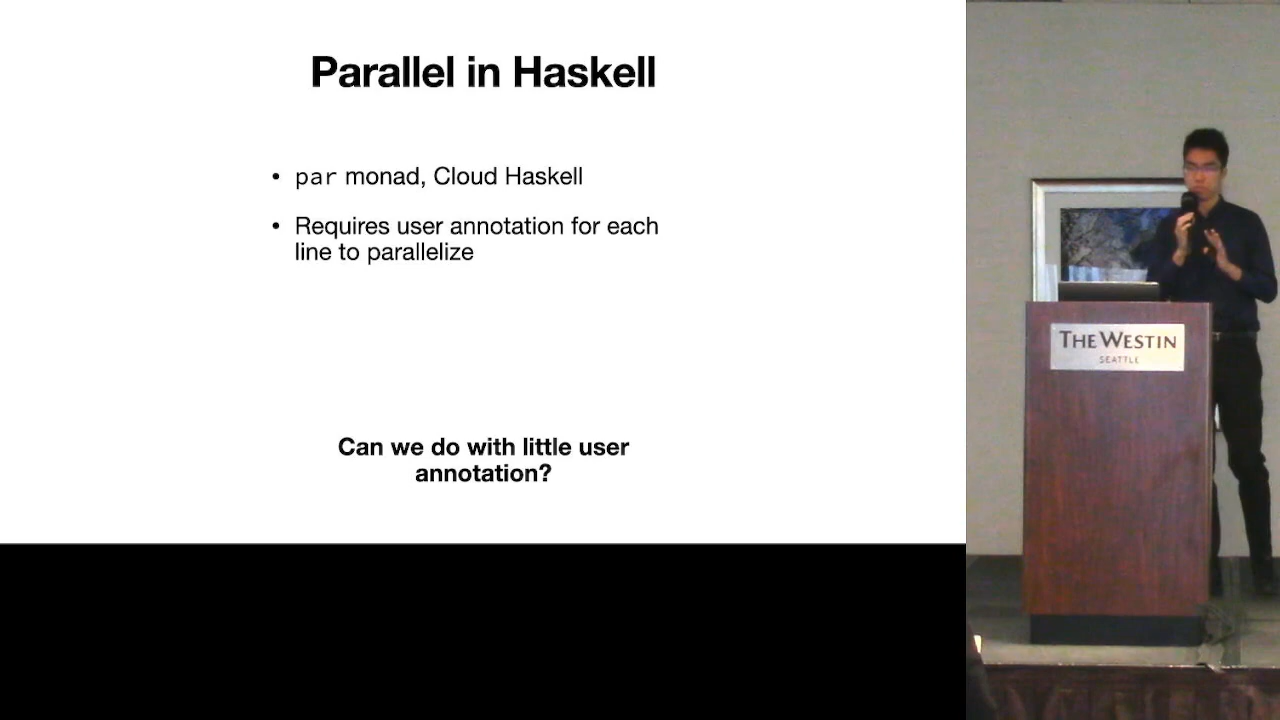 Parallel in Haskell
• par monad, Cloud Haskell
• Requires user annotation for each
line to parallelize
Can we do with little user
annotation?
THE WESTIN
SEATTLE